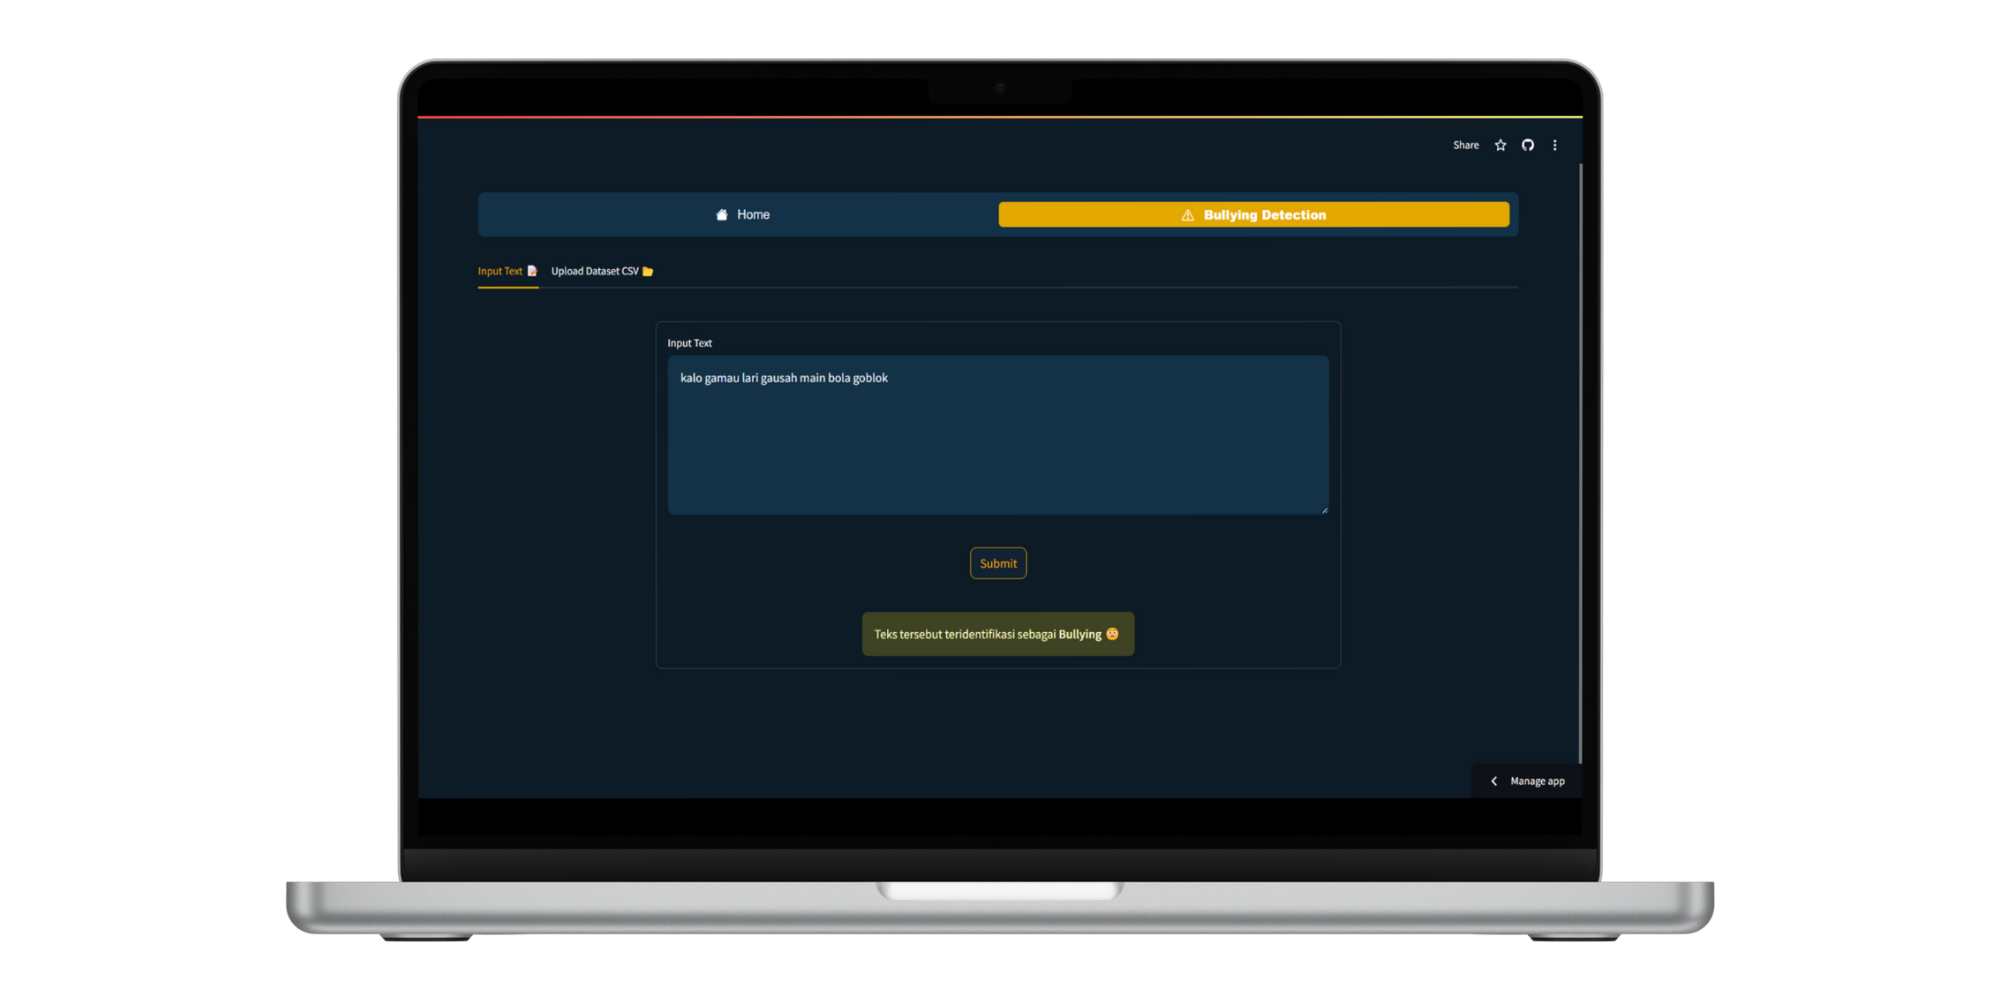 Share
Home
Bullying Detection
Input Text
Upload Dataset CSV
Input Text
kalo gamau lari gausah main bola goblok
Submit
Teks tersebut teridentifikasi sebagai Bullying 😳
Manage app